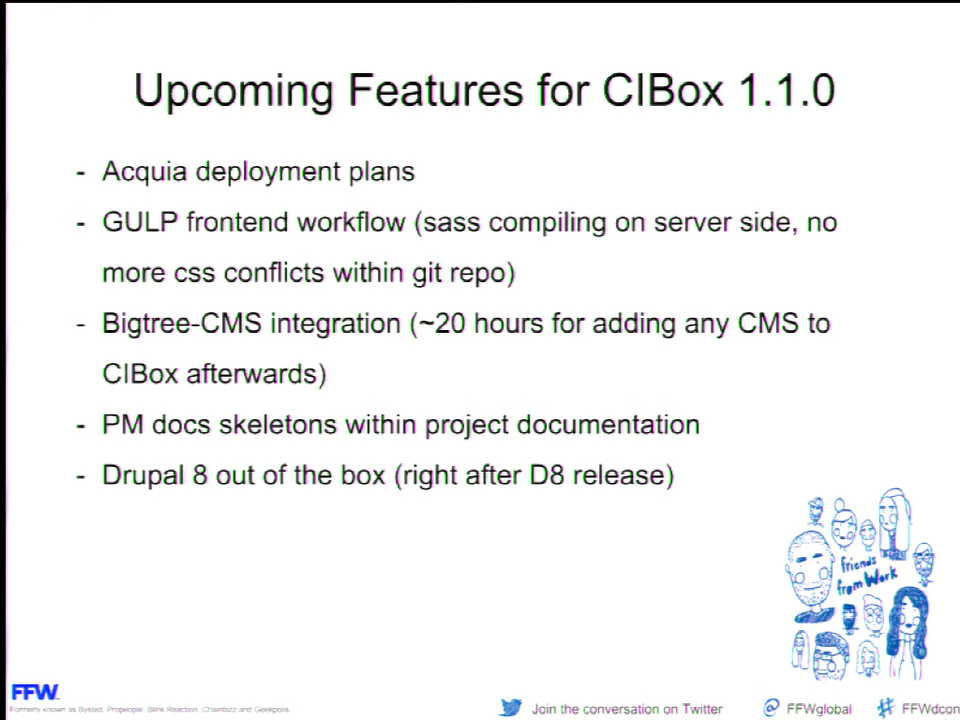 Upcoming Features for CIBox 1.1.0
- Acquia deployment plans
- GULP frontend workflow (sass compiling on server side, no
more css conflicts within git repo)
- Bigtree-CMS integration (~20 hours for adding any CMS to
CIBox afterwards)
- PM docs skeletons within project documentation
- Drupal 8 out of the box (right after D8 release)
friends
from Work
FFW
Formerly known as Bysted, Propeople, Blink Reaction, Chainbizz and Geekpolis
Join the conversation on Twitter
@ FFWglobal
# FFWdcon